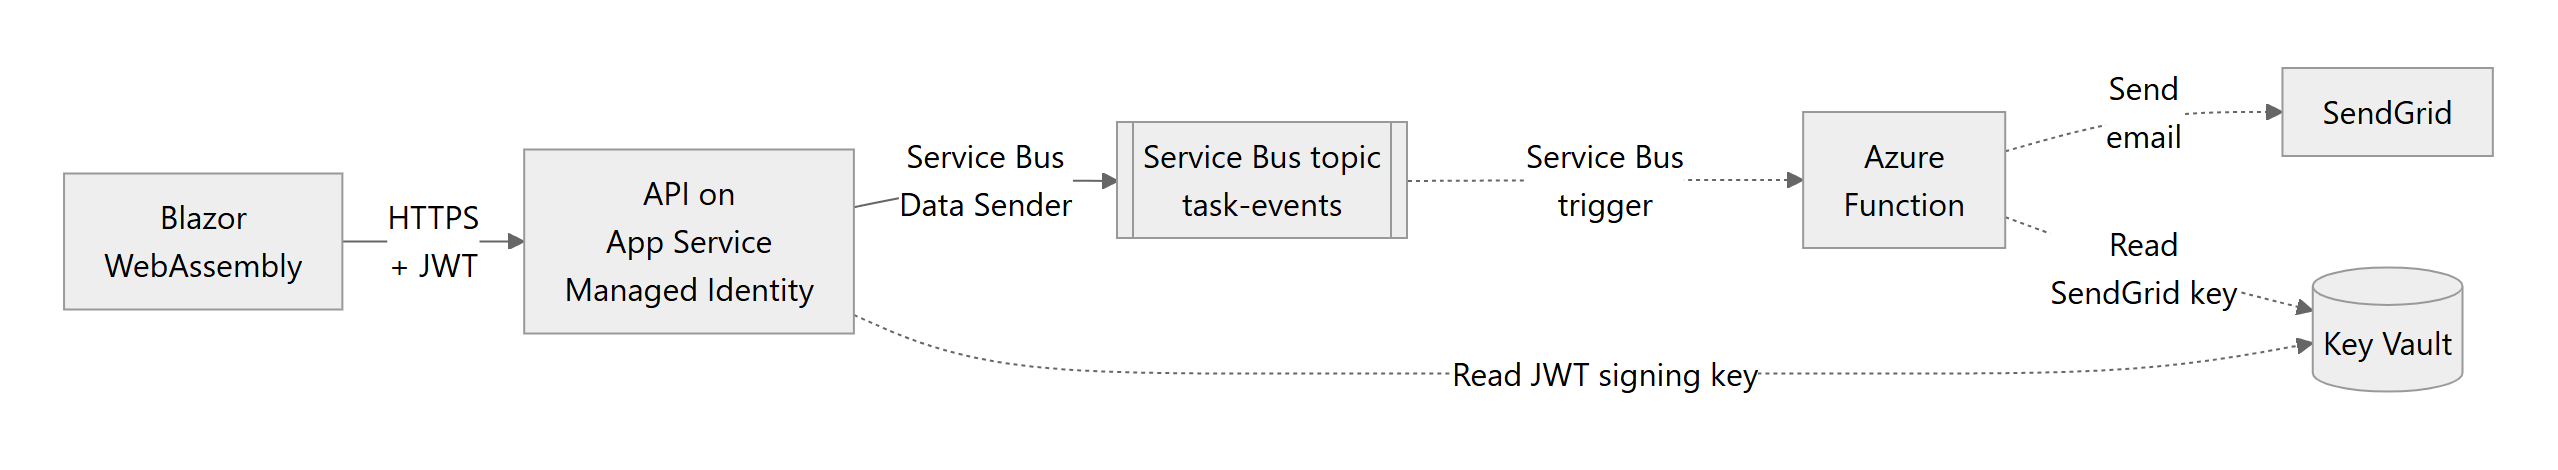 Blazor
WebAssembly
HTTPS
+ JWT
API on
App Service
Managed Identity
Service Bus
Data Sender
Service Bus topic
task-events
Service Bus
trigger
Azure
Function
Send
email
SendGrid
Read
SendGrid key
Key Vault
Read JWT signing key